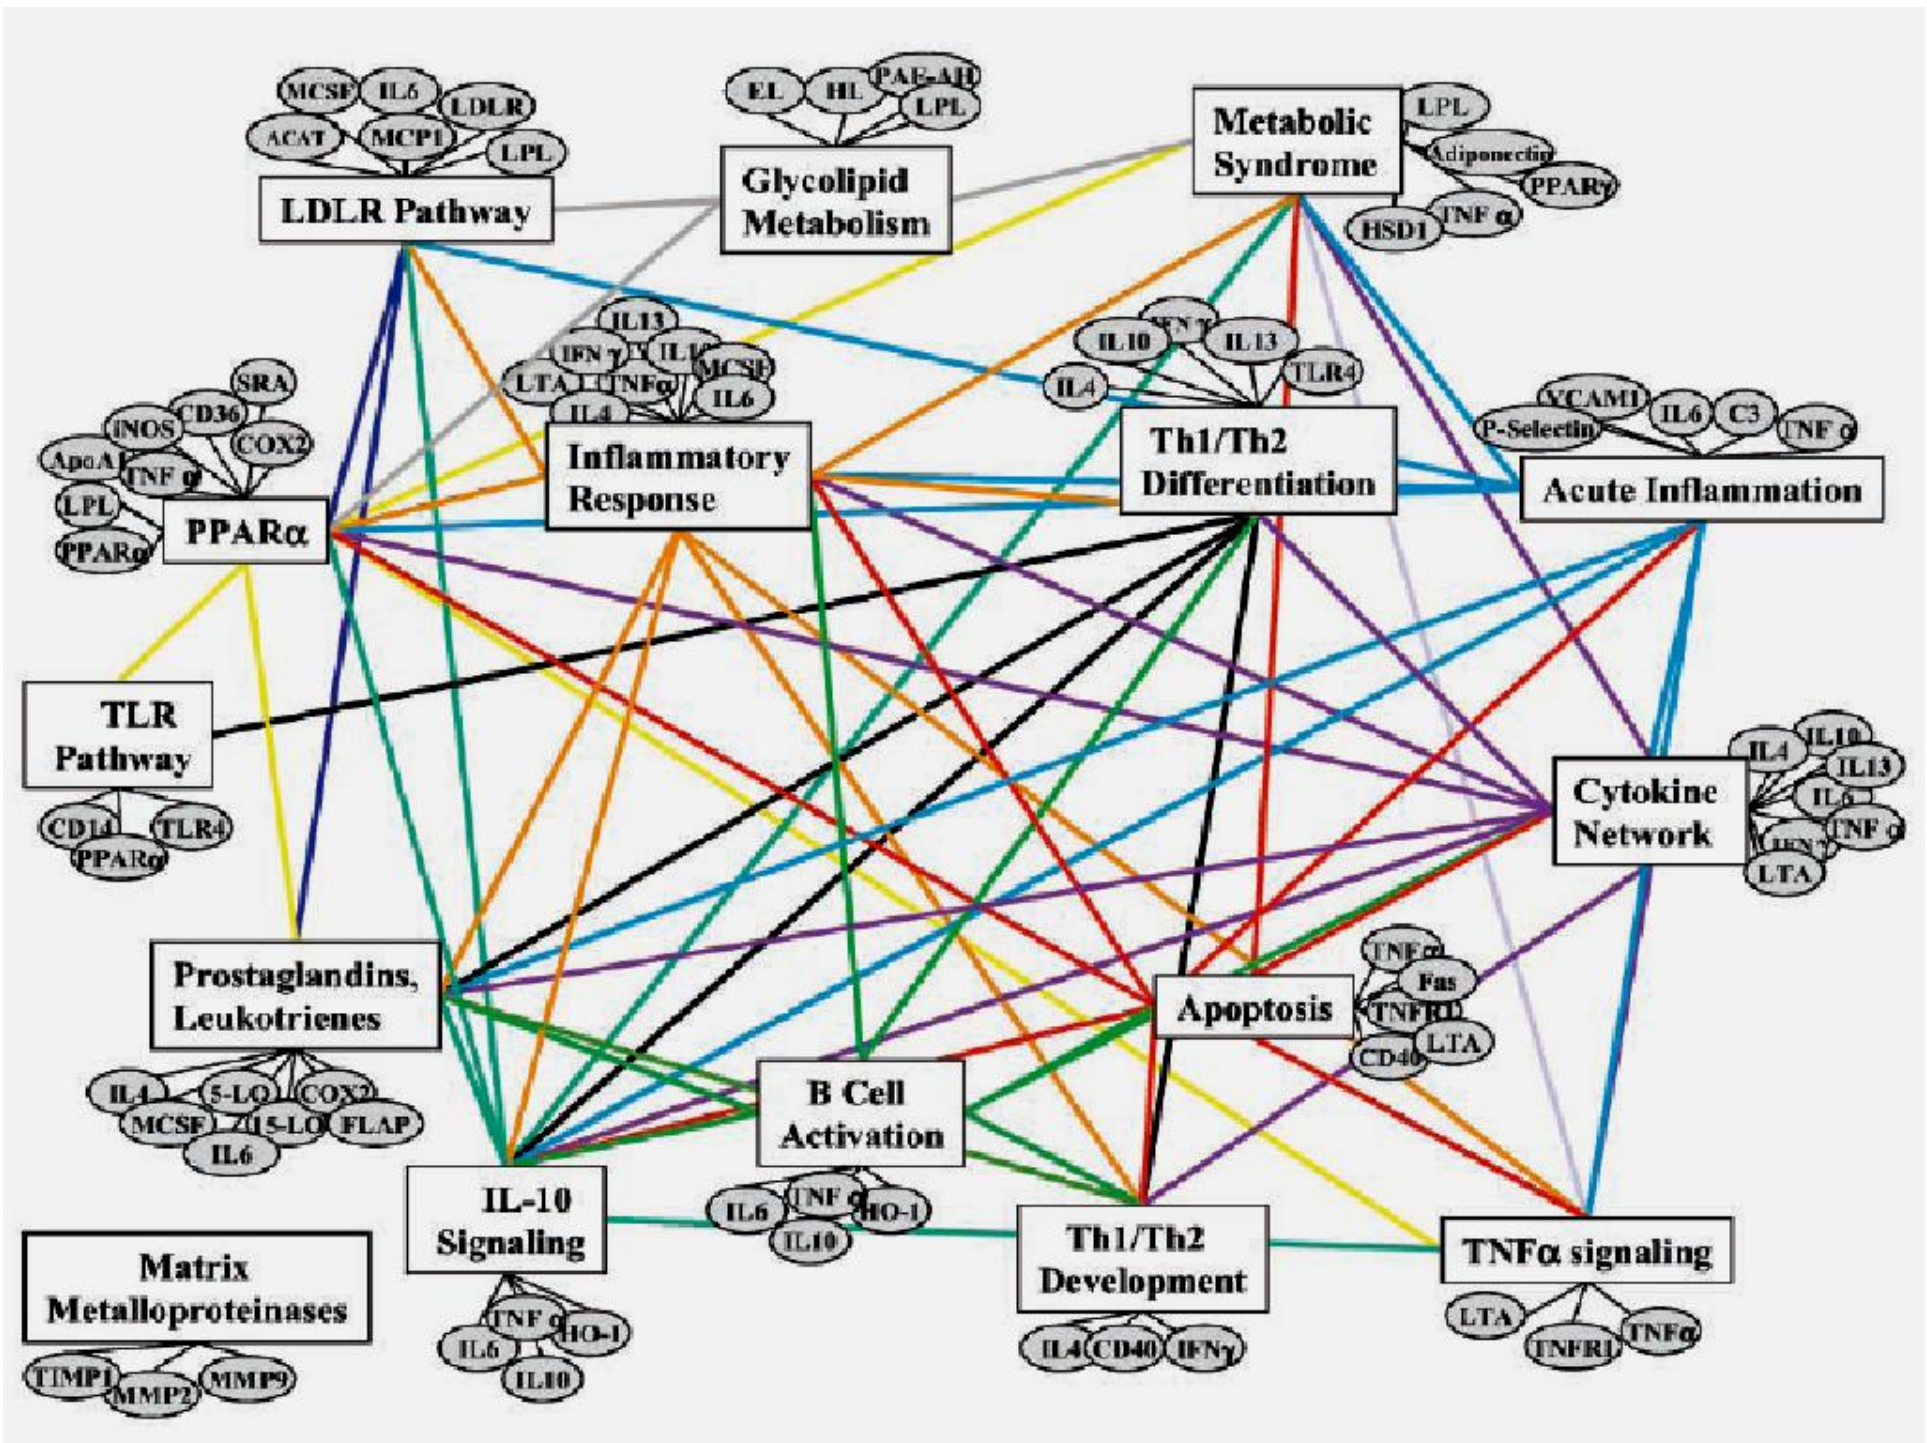 MCSF IL6 LDLR
ACAT MCP1 LPL
LDLR Pathway
EL HL PAF-AH
LPL
Glycolipid
Metabolism
Metabolic
Syndrome
LPL
Adiponectin
PPARγ
TNF α
HSD1
IL13
IFN γ
MCSF
LTA TNFα IL6
IL4
Inflammatory
Response
IFN γ
IL10 IL13
IL4 TLR4
Th1/Th2
Differentiation
VCAM1 IL6 C3
P-Selectin TNF α
Acute Inflammation
SRA
CD36
iNOS COX2
ApoA1 TNF α
LPL
PPARα
PPARα
TLR
Pathway
CD14 TLR4
PPARα
IL10
IL4 IL13
IL6
TNF α
IFN γ
LTA
Cytokine
Network
Prostaglandins,
Leukotrienes
IL4 5-LO COX2
MCSF 15-LO FLAP
IL6
Apoptosis
TNFα
Fas
TNFR1
LTA
CD40
B Cell
Activation
IL6 TNF α HO-1
IL10
IL-10
Signaling
TNF α HO-1
IL6
IL10
Th1/Th2
Development
IL4 CD40 IFNγ
TNFα signaling
LTA TNFα
TNFR1
Matrix
Metalloproteinases
TIMP1 MMP2 MMP9